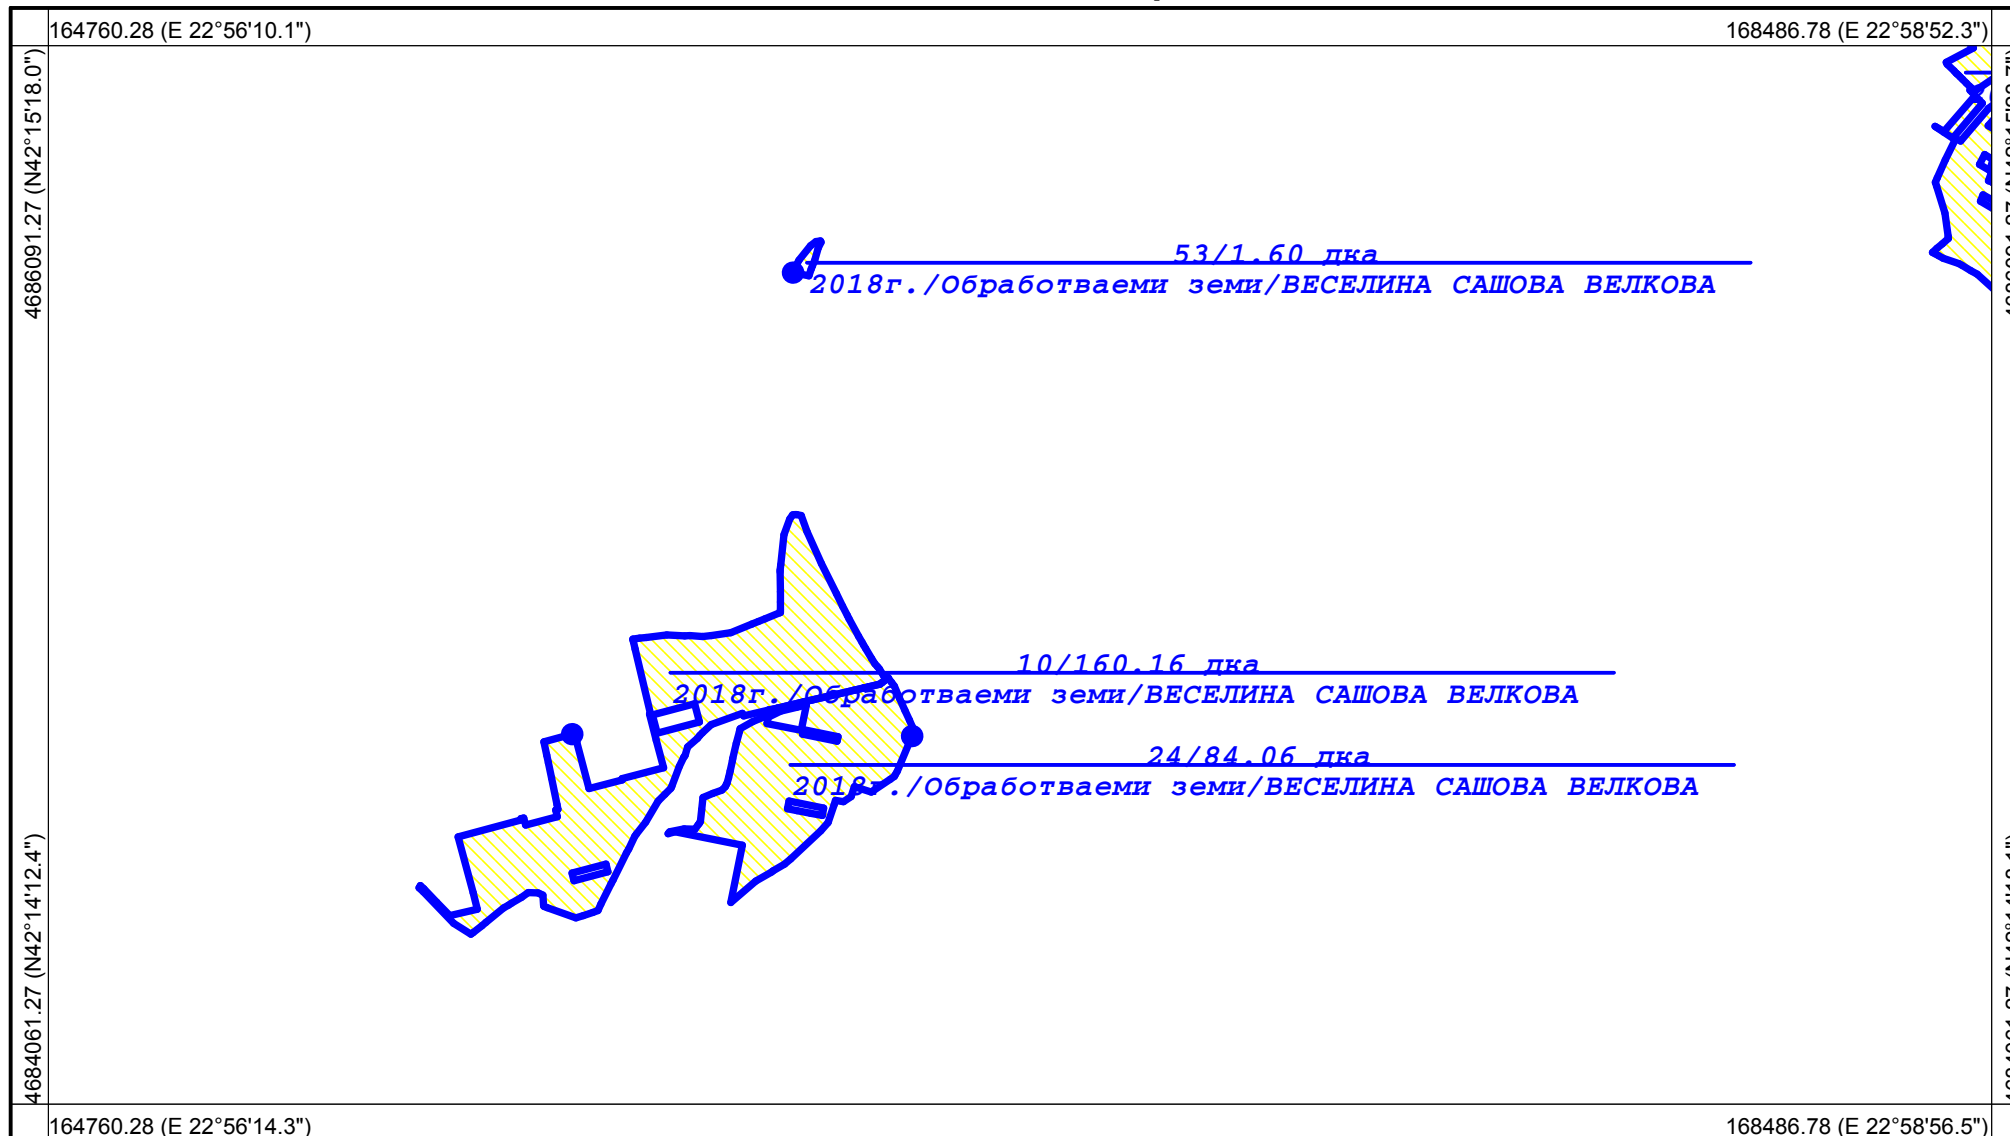 164760.28 (E 22°56'10.1")
168486.78 (E 22°58'52.3")
4686091.27 (N42°15'18.0")
53/1.60 дка
2018г./Обработваеми земи/ВЕСЕЛИНА САШОВА ВЕЛКОВА
10/160.16 дка
2018г./Обработваеми земи/ВЕСЕЛИНА САШОВА ВЕЛКОВА
24/84.06 дка
2018г./Обработваеми земи/ВЕСЕЛИНА САШОВА ВЕЛКОВА
4684061.27 (N42°14'12.4")
164760.28 (E 22°56'14.3")
168486.78 (E 22°58'56.5")